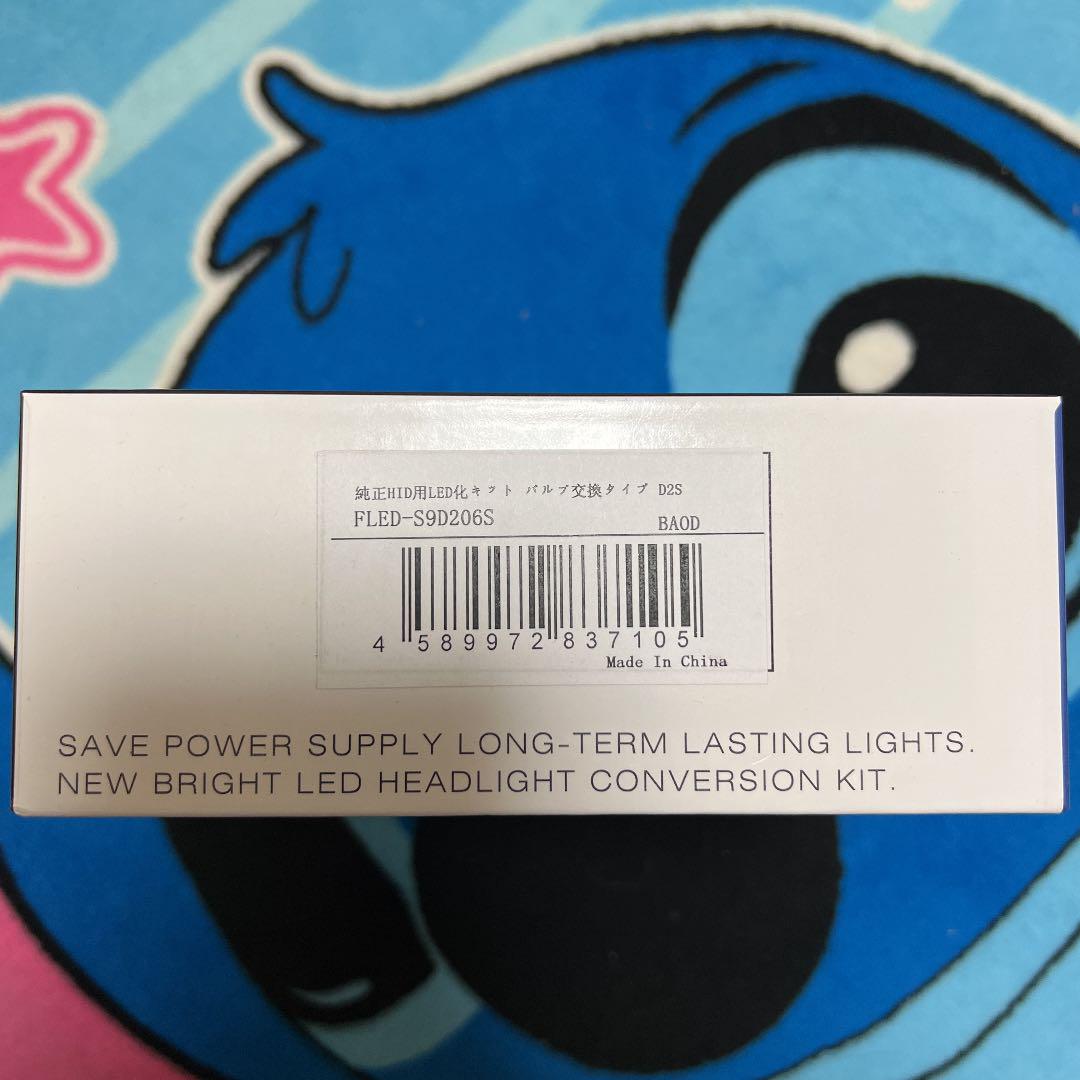 純正HID用LED化キット バルブ交換タイプ D2S
FLED-S9D206S BAOD
4 589972 837105
Made In China
SAVE POWER SUPPLY LONG-TERM LASTING LIGHTS.
NEW BRIGHT LED HEADLIGHT CONVERSION KIT.